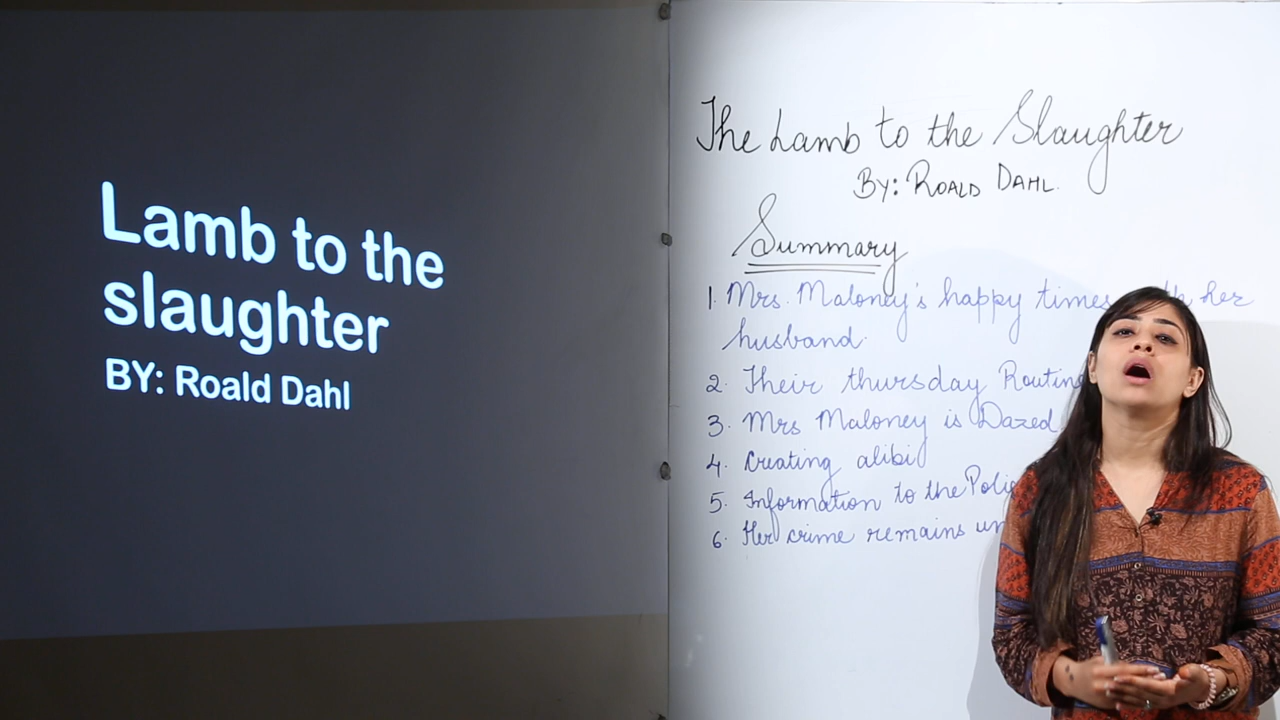 Lamb to the
slaughter
BY: Roald Dahl
The Lamb to the Slaughter
BY: ROALD DAHL.
Summary
1. Mrs. Maloney's happy times her
husband.
2. Their thursday
3. Mrs Maloney is Dazed
4. Creating alibi
5. Information to the
6. Her crime remains